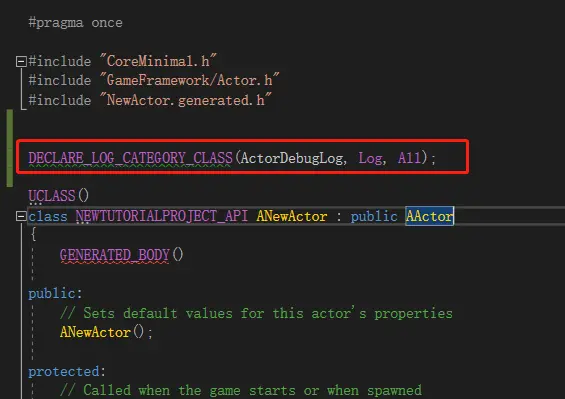 #pragma once
#include "CoreMinimal.h"
#include "GameFramework/Actor.h"
#include "NewActor.generated.h"
DECLARE_LOG_CATEGORY_CLASS(ActorDebugLog, Log, All);
UCLASS()
class NEWTUTORIALPROJECT_API ANewActor : public AActor
{
GENERATED_BODY()
public:
// Sets default values for this actor's properties
ANewActor();
protected:
// Called when the game starts or when spawned